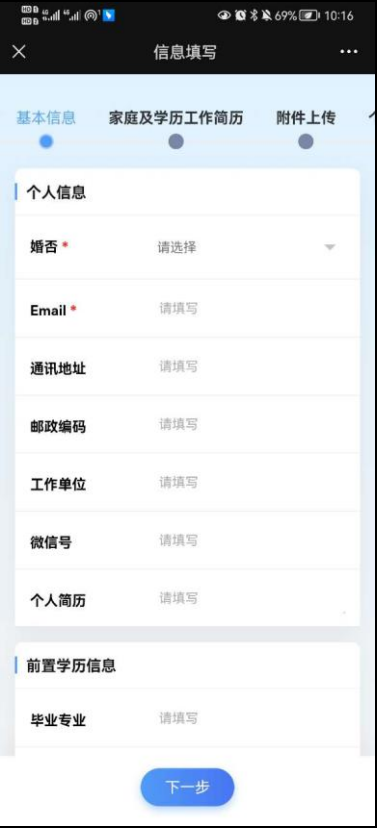 69% 10:16
信息填写
基本信息 家庭及学历工作简历 附件上传
个人信息
婚否* 请选择
Email* 请填写
通讯地址 请填写
邮政编码 请填写
工作单位 请填写
微信号 请填写
个人简历 请填写
前置学历信息
毕业专业 请填写
下一步